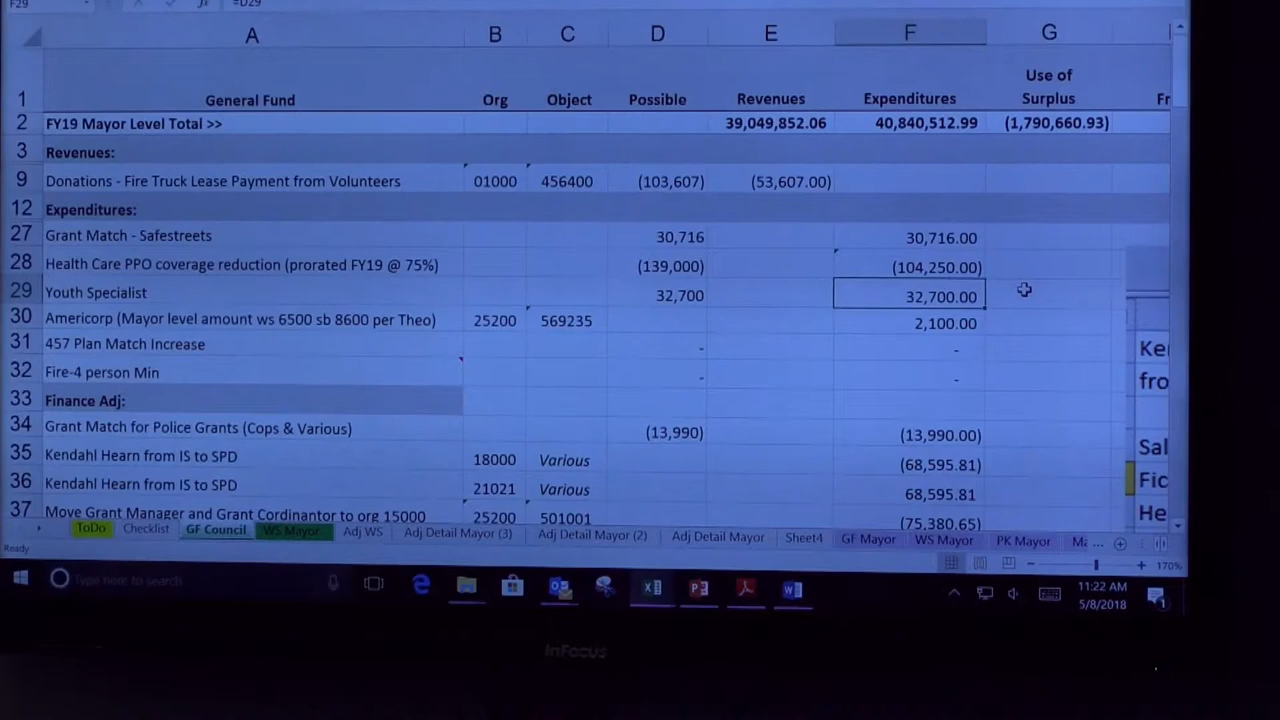 F29 fx =D29
A B C D E F G
Use of
1 General Fund Org Object Possible Revenues Expenditures Surplus Fr
2 FY19 Mayor Level Total >> 39,049,852.06 40,840,512.99 (1,790,660.93)
3 Revenues:
9 Donations - Fire Truck Lease Payment from Volunteers 01000 456400 (103,607) (53,607.00)
12 Expenditures:
27 Grant Match - Safestreets 30,716 30,716.00
28 Health Care PPO coverage reduction (prorated FY19 @ 75%) (139,000) (104,250.00)
29 Youth Specialist 32,700 32,700.00
30 Americorp (Mayor level amount ws 6500 sb 8600 per Theo) 25200 569235 2,100.00
31 457 Plan Match Increase - -
32 Fire-4 person Min - -
33 Finance Adj:
34 Grant Match for Police Grants (Cops & Various) (13,990) (13,990.00)
35 Kendahl Hearn from IS to SPD 18000 Various (68,595.81)
36 Kendahl Hearn from IS to SPD 21021 Various 68,595.81
37 Move Grant Manager and Grant Cordinantor to org 15000 25200 501001 (75,380.65)
Ker
fro
Sal
Fic
He
ToDo Checklist GF Council WS Mayor Adj WS Adj Detail Mayor (3) Adj Detail Mayor (2) Adj Detail Mayor Sheet4 GF Mayor WS Mayor PK Mayor Ma ...
Ready 170%
Type here to search 11:22 AM
5/8/2018
InFocus